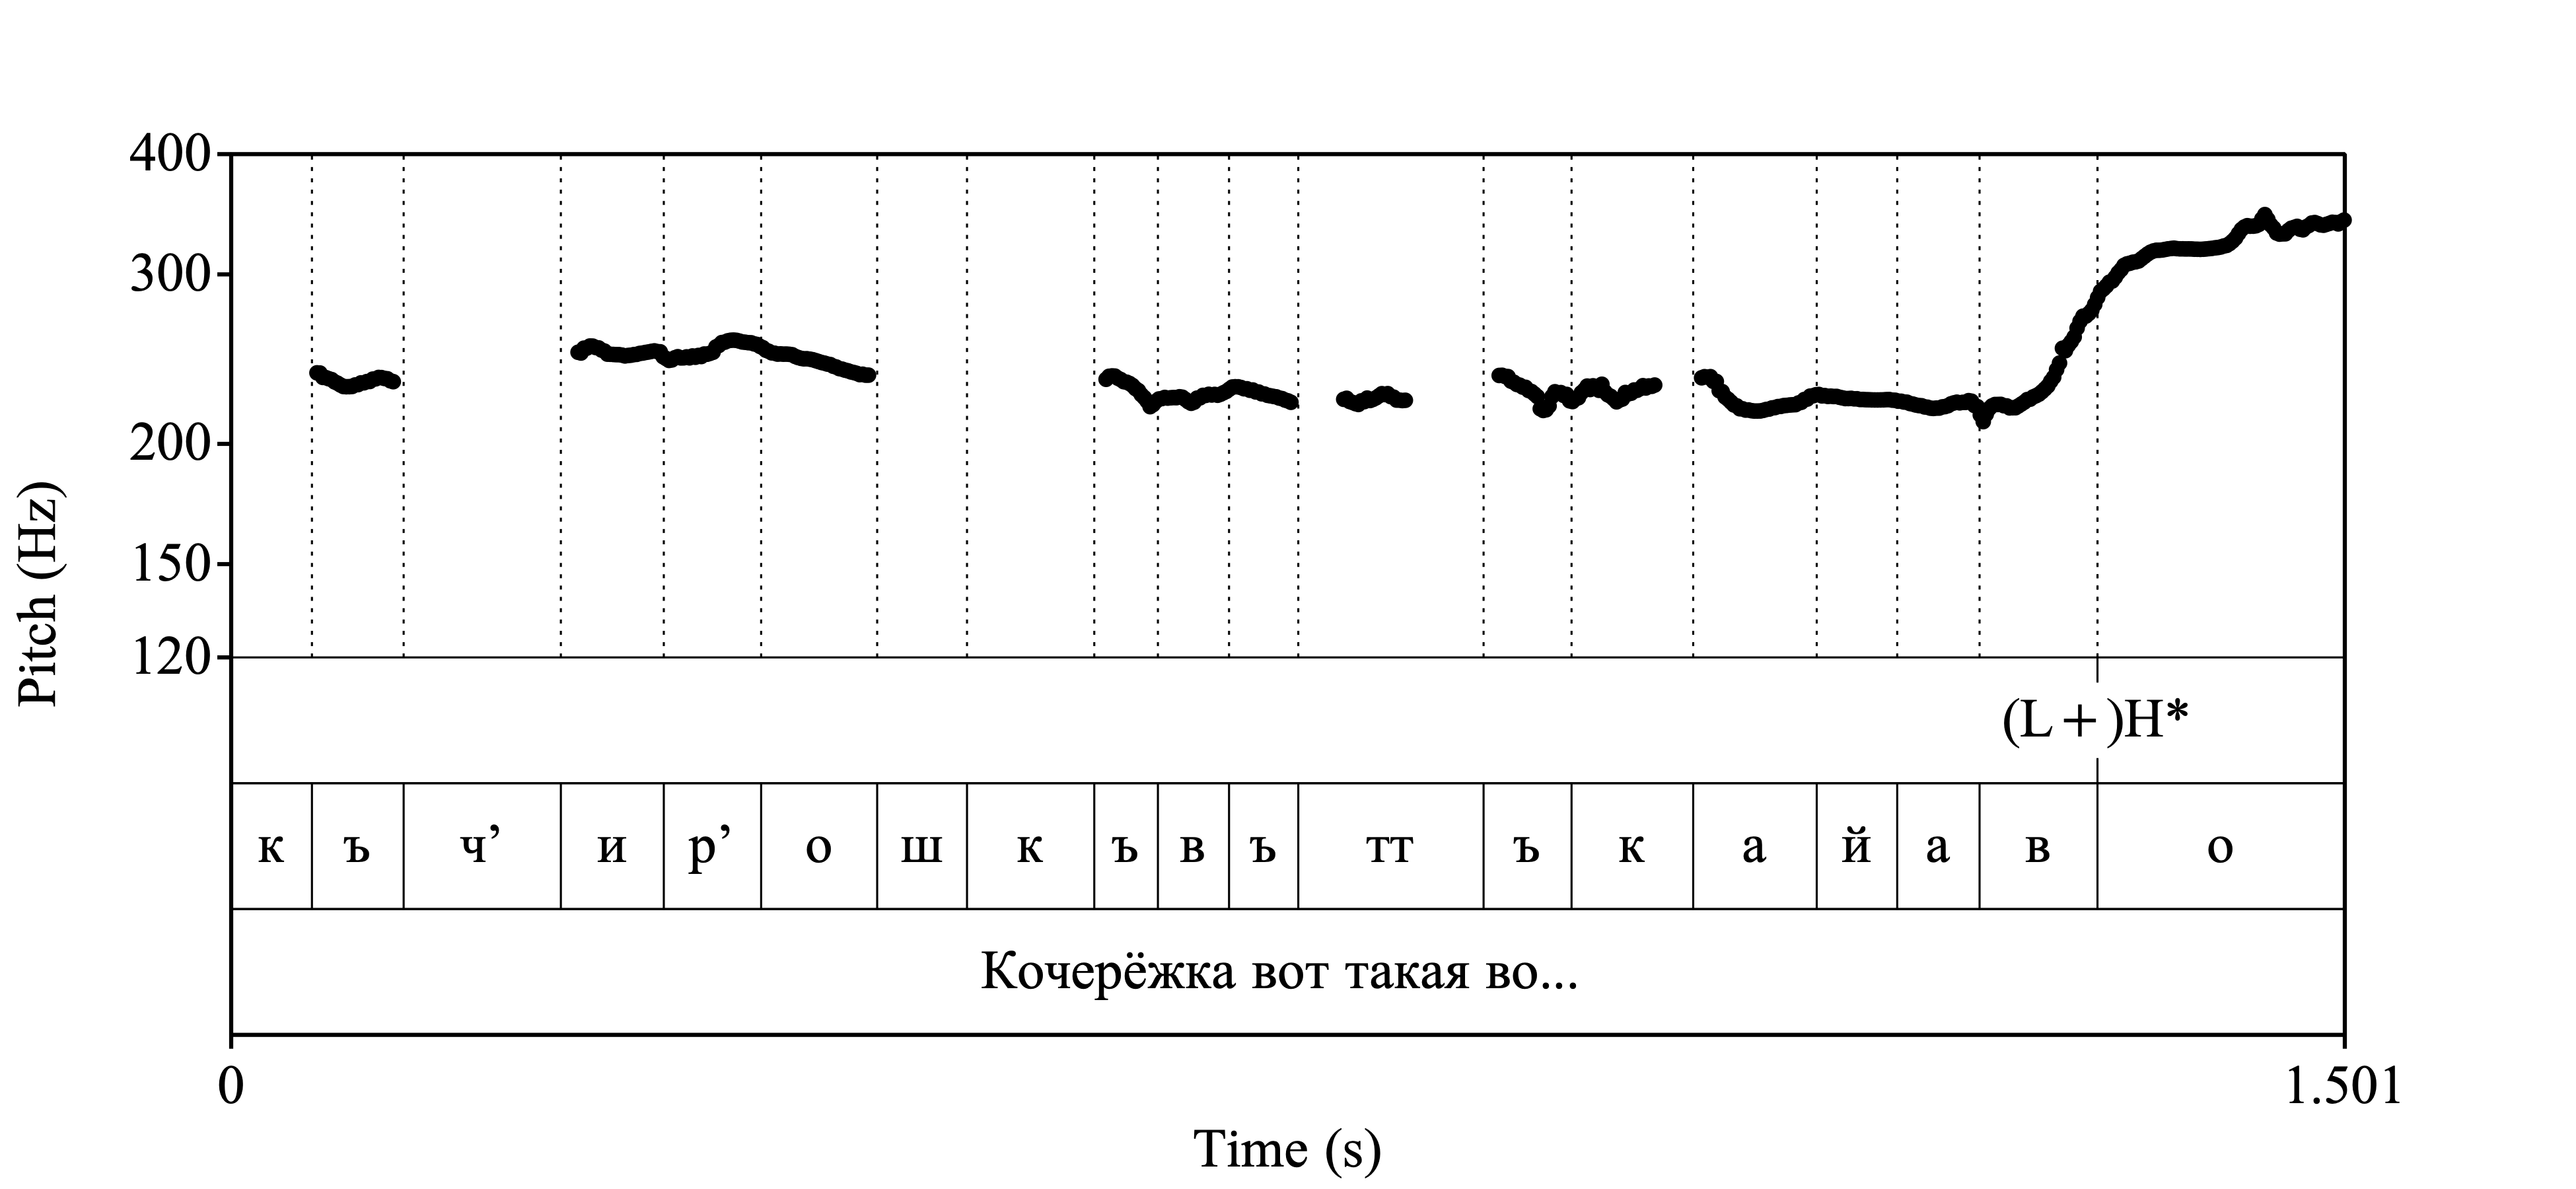 400
300
200
150
120
Pitch (Hz)
(L+)H*
к ъ ч’ и р’ о ш к ъ в ъ тт ъ к а й а в о
Кочерёжка вот такая во...
0 1.501
Time (s)